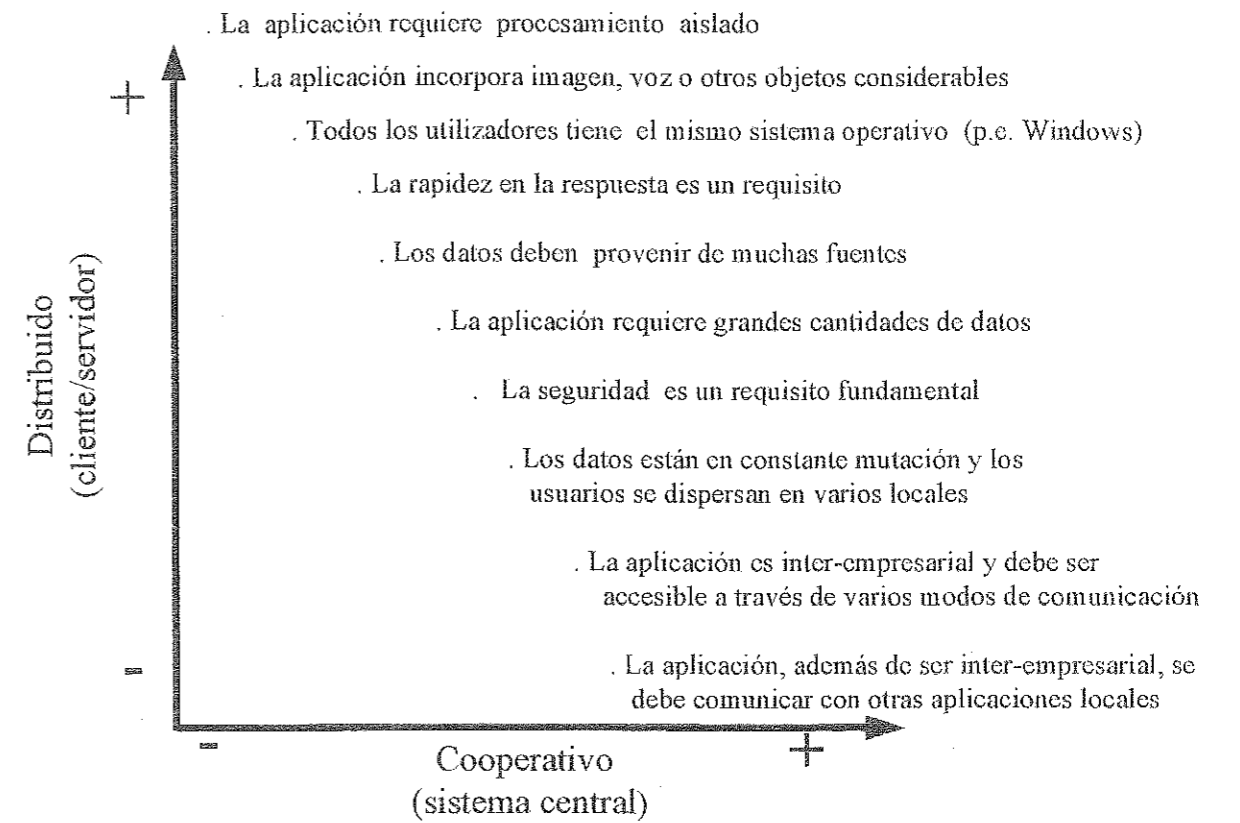 . La aplicación requiere procesamiento aislado
+
. La aplicación incorpora imagen, voz o otros objetos considerables
. Todos los utilizadores tiene el mismo sistema operativo (p.e. Windows)
. La rapidez en la respuesta es un requisito
. Los datos deben provenir de muchas fuentes
. La aplicación requiere grandes cantidades de datos
. La seguridad es un requisito fundamental
. Los datos están en constante mutación y los
usuarios se dispersan en varios locales
. La aplicación es inter-empresarial y debe ser
accesible a través de varios modos de comunicación
. La aplicación, además de ser inter-empresarial, se
debe comunicar con otras aplicaciones locales
Distribuido
(cliente/servidor)
-
-
+
Cooperativo
(sistema central)